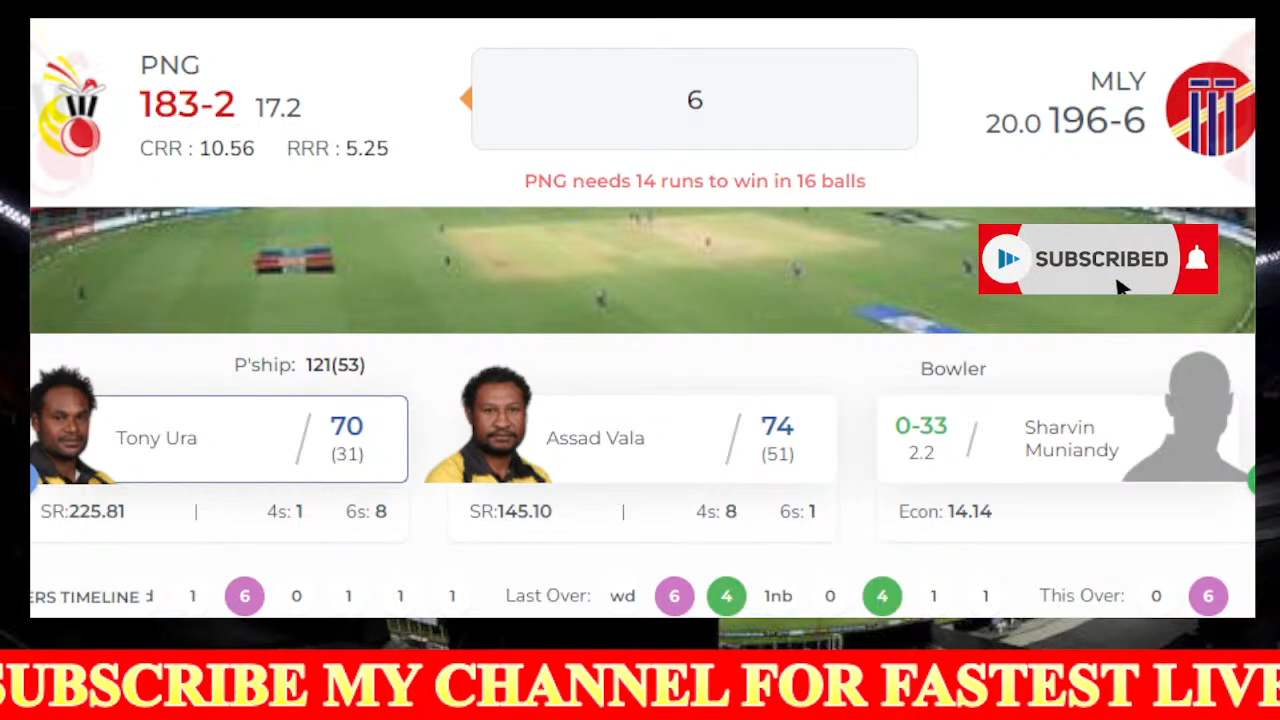 PNG
183-2 17.2
CRR : 10.56 RRR : 5.25
6
MLY
20.0 196-6
PNG needs 14 runs to win in 16 balls
SUBSCRIBED
P'ship: 121(53)
Tony Ura / 70
(31)
SR:225.81 | 4s: 1 6s: 8
Assad Vala / 74
(51)
SR:145.10 | 4s: 8 6s: 1
Bowler
0-33 / Sharvin
2.2 Muniandy
Econ: 14.14
ERS TIMELINE 1 6 0 1 1 1 Last Over: wd 6 4 1nb 0 4 1 1 This Over: 0 6
SUBSCRIBE MY CHANNEL FOR FASTEST LIVE